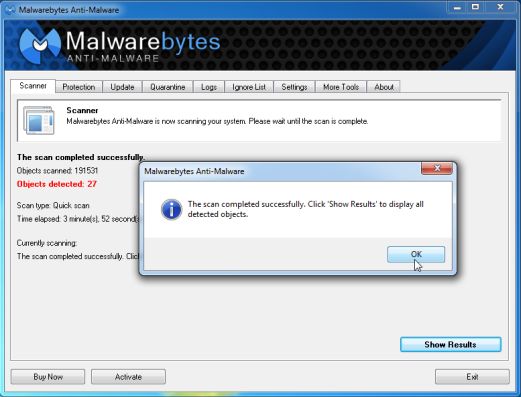 Malwarebytes Anti-Malware
Malwarebytes
ANTI-MALWARE
Scanner Protection Update Quarantine Logs Ignore List Settings More Tools About
Scanner
Malwarebytes Anti-Malware is now scanning your system. Please wait until the scan is complete.
The scan completed successfully.
Objects scanned: 191531
Objects detected: 27
Scan type: Quick scan
Time elapsed: 3 minute(s), 52 second(s
Currently scanning:
The scan completed successfully. Clic
Malwarebytes Anti-Malware
The scan completed successfully. Click 'Show Results' to display all
detected objects.
OK
Show Results
Buy Now Activate Exit